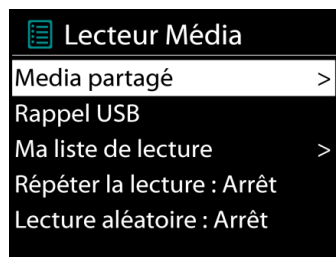 Lecteur Média
Media partagé >
Rappel USB
Ma liste de lecture >
Répéter la lecture : Arrêt
Lecture aléatoire : Arrêt